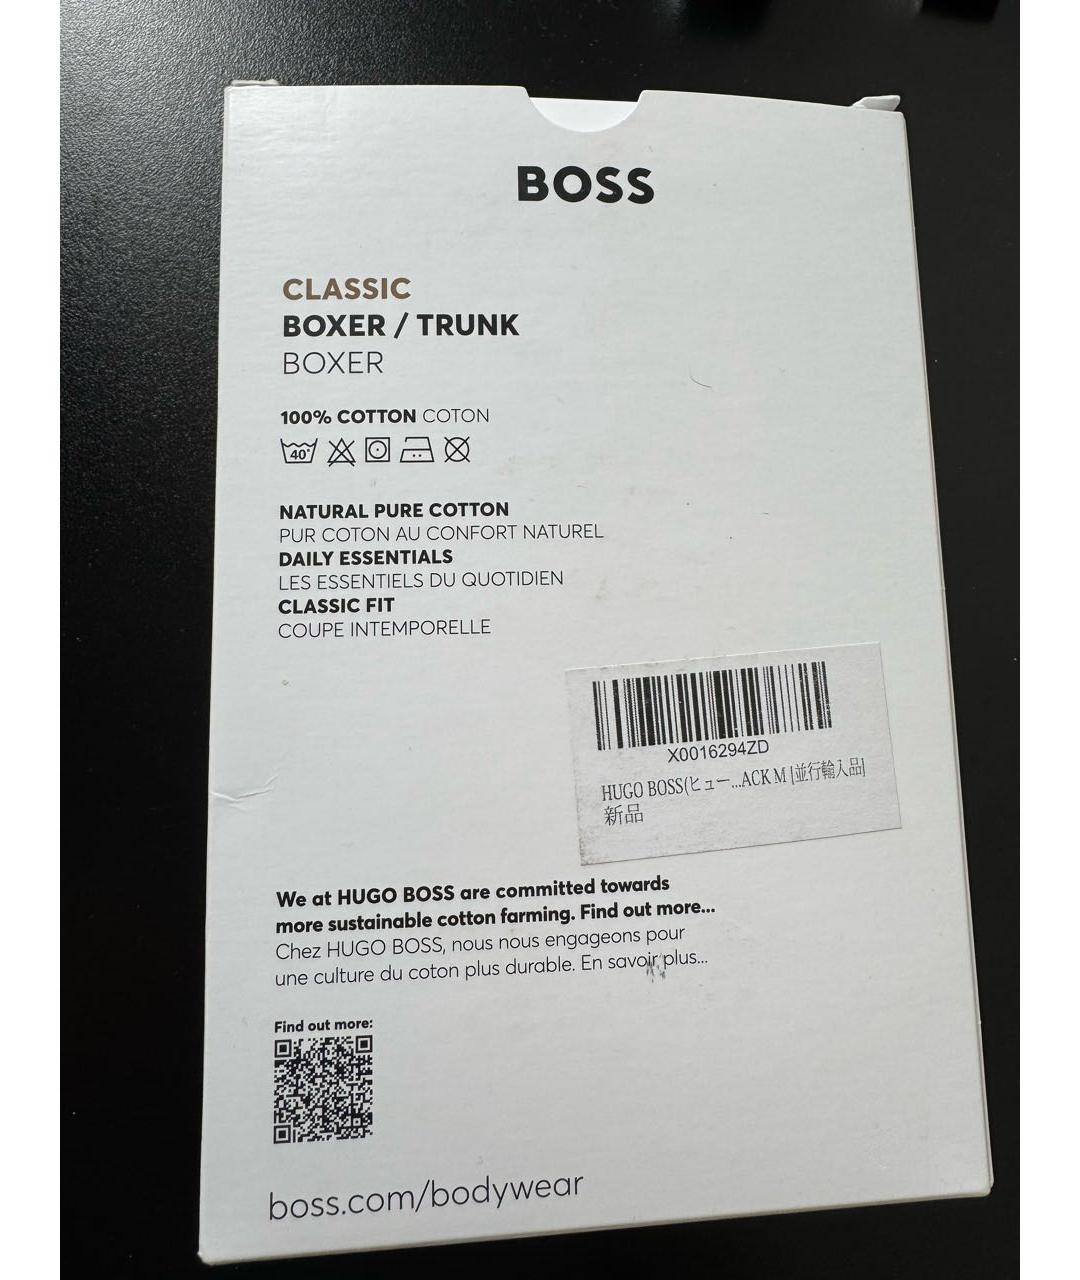 BOSS
CLASSIC
BOXER / TRUNK
BOXER
100% COTTON COTON
40°
NATURAL PURE COTTON
PUR COTON AU CONFORT NATUREL
DAILY ESSENTIALS
LES ESSENTIELS DU QUOTIDIEN
CLASSIC FIT
COUPE INTEMPORELLE
X0016294ZD
HUGO BOSS(ヒュー...ACK M [並行輸入品]
新品
We at HUGO BOSS are committed towards
more sustainable cotton farming. Find out more...
Chez HUGO BOSS, nous nous engageons pour
une culture du coton plus durable. En savoir plus...
Find out more:
boss.com/bodywear